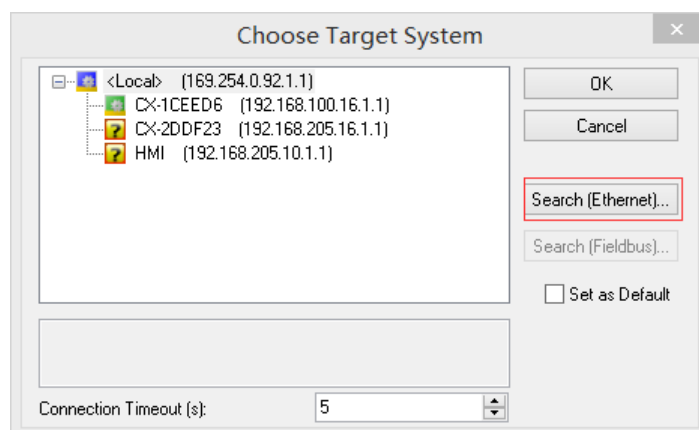 Choose Target System
<Local> (169.254.0.92.1.1)
CX-1CEED6 (192.168.100.16.1.1)
CX-2DDF23 (192.168.205.16.1.1)
HMI (192.168.205.10.1.1)
OK
Cancel
Search (Ethernet)...
Search (Fieldbus)...
Set as Default
Connection Timeout (s): 5